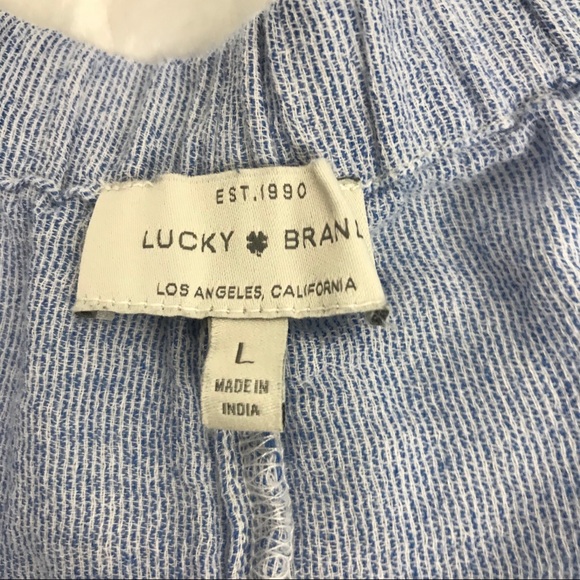 EST.1990
LUCKY BRAN
LOS ANGELES, CALIFORNIA
L
MADE IN
INDIA